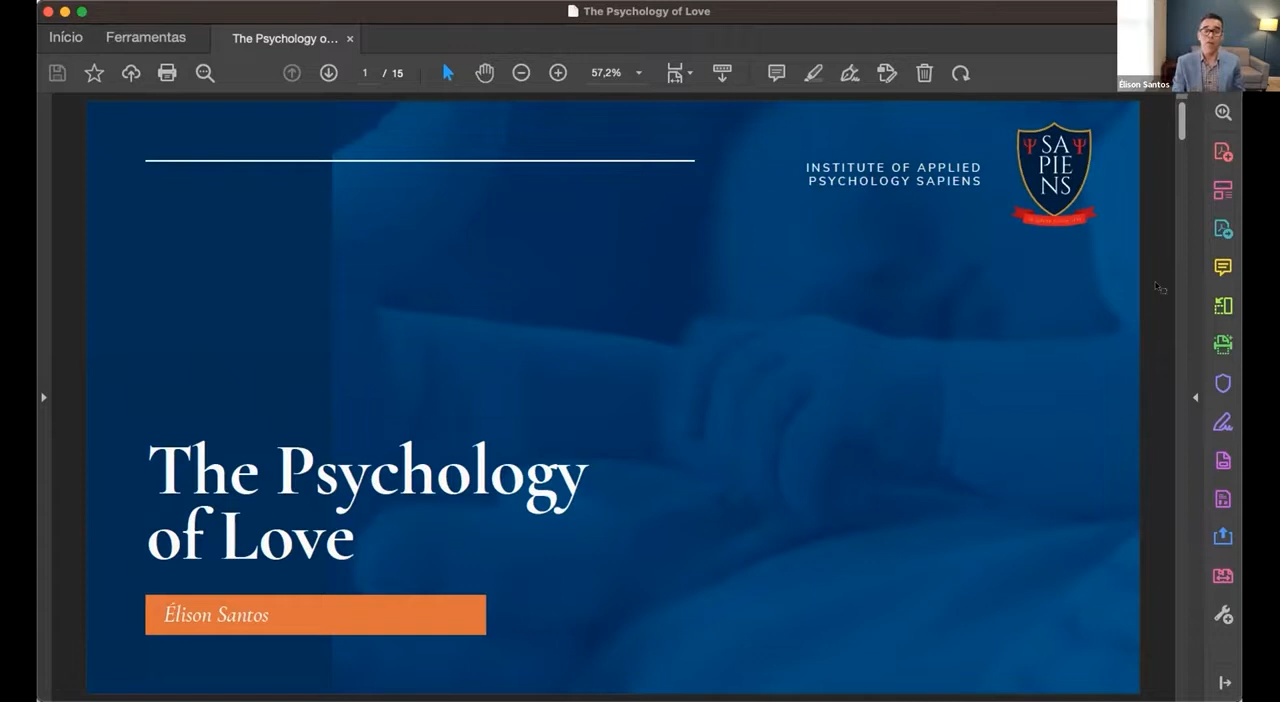 The Psychology of Love
Início
Ferramentas
The Psychology o... ×
1 / 15
57,2%
Élison Santos
INSTITUTE OF APPLIED
PSYCHOLOGY SAPIENS
SA
PIE
NS
The Psychology
of Love
Élison Santos